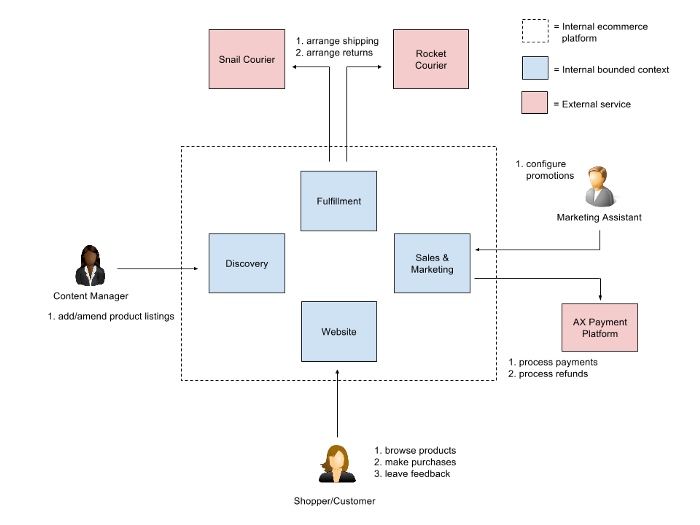 Snail Courier
1. arrange shipping
2. arrange returns
Rocket
Courier
= Internal ecommerce
platform
= Internal bounded context
= External service
1. configure
promotions
Marketing Assistant
Fulfillment
Discovery
Sales &
Marketing
Website
Content Manager
1. add/amend product listings
AX Payment
Platform
1. process payments
2. process refunds
1. browse products
2. make purchases
3. leave feedback
Shopper/Customer